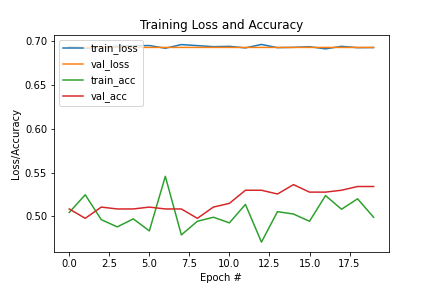 Training Loss and Accuracy
0.70
0.65
0.60
0.55
0.50
Loss/Accuracy
train_loss
val_loss
train_acc
val_acc
0.0 2.5 5.0 7.5 10.0 12.5 15.0 17.5
Epoch #